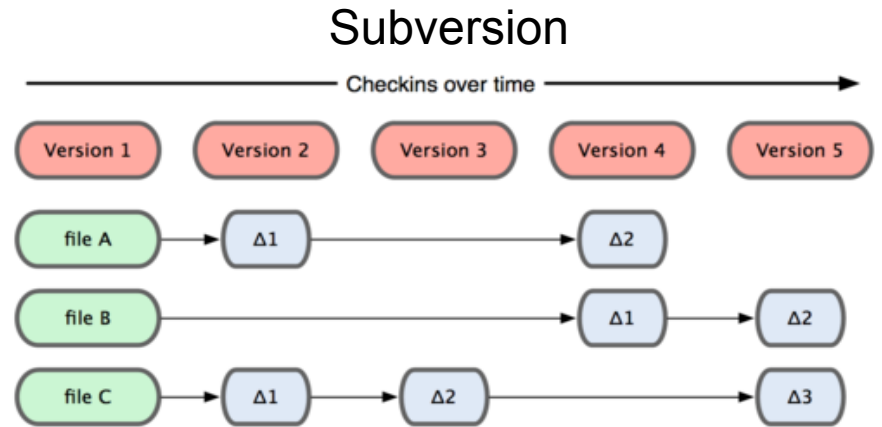 Subversion
Checkins over time
Version 1 Version 2 Version 3 Version 4 Version 5
file A Δ1 Δ2
file B Δ1 Δ2
file C Δ1 Δ2 Δ3